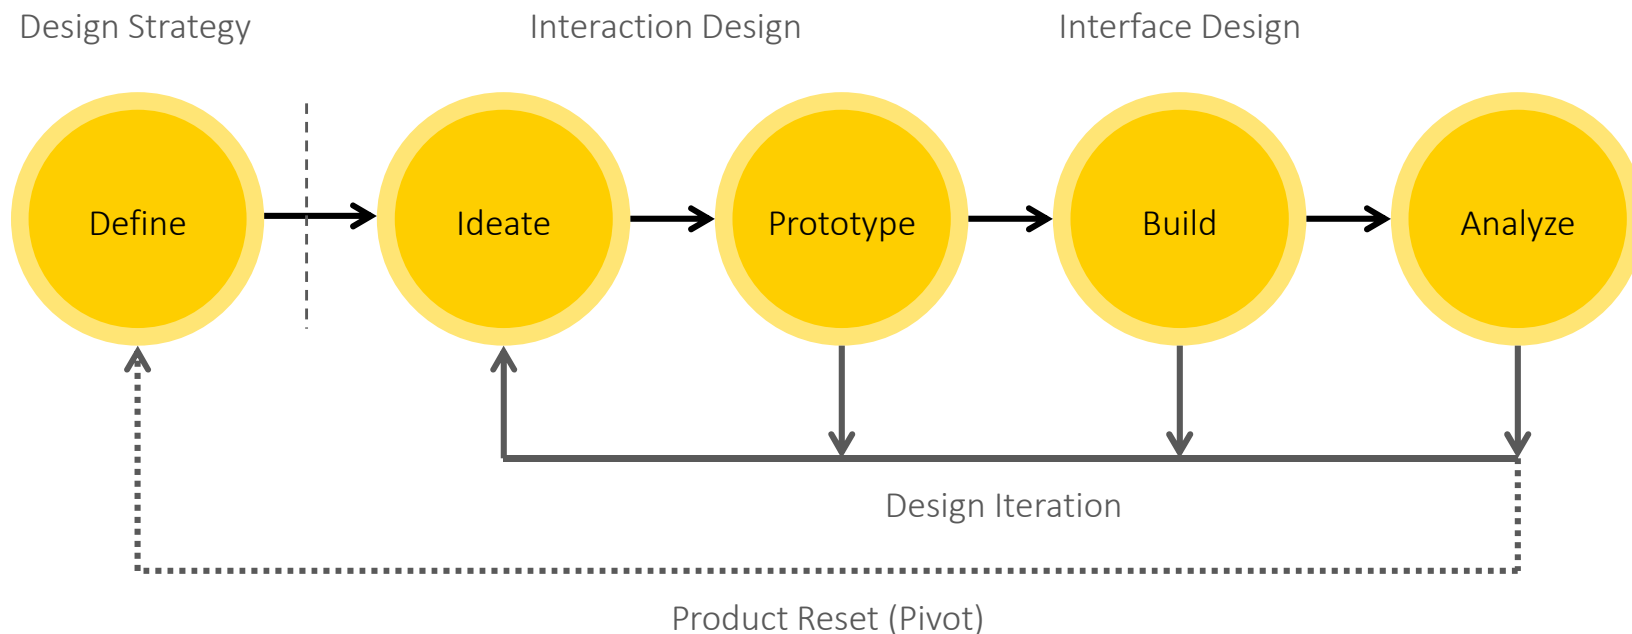 Design Strategy
Interaction Design
Interface Design
Define
Ideate
Prototype
Build
Analyze
Design Iteration
Product Reset (Pivot)